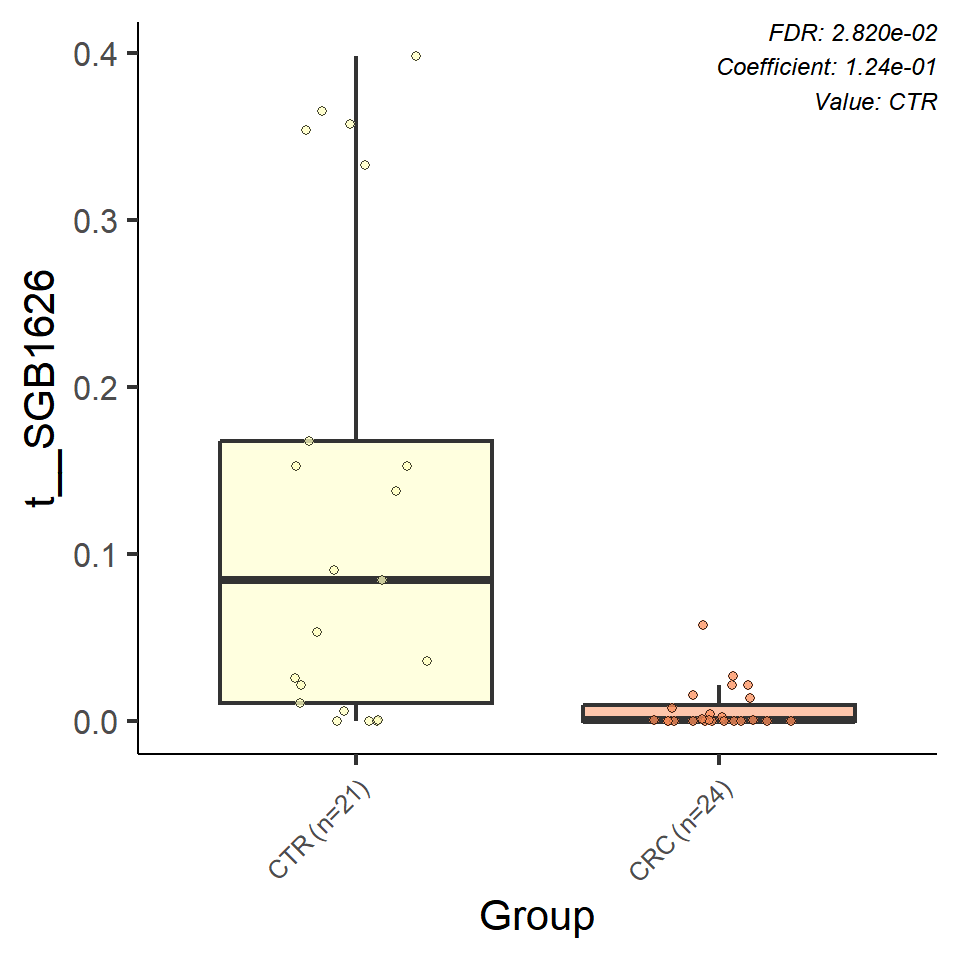 FDR: 2.820e-02
Coefficient: 1.24e-01
Value: CTR
0.4
0.3
0.2
0.1
0.0
t__SGB1626
CTR (n=21)
CRC (n=24)
Group